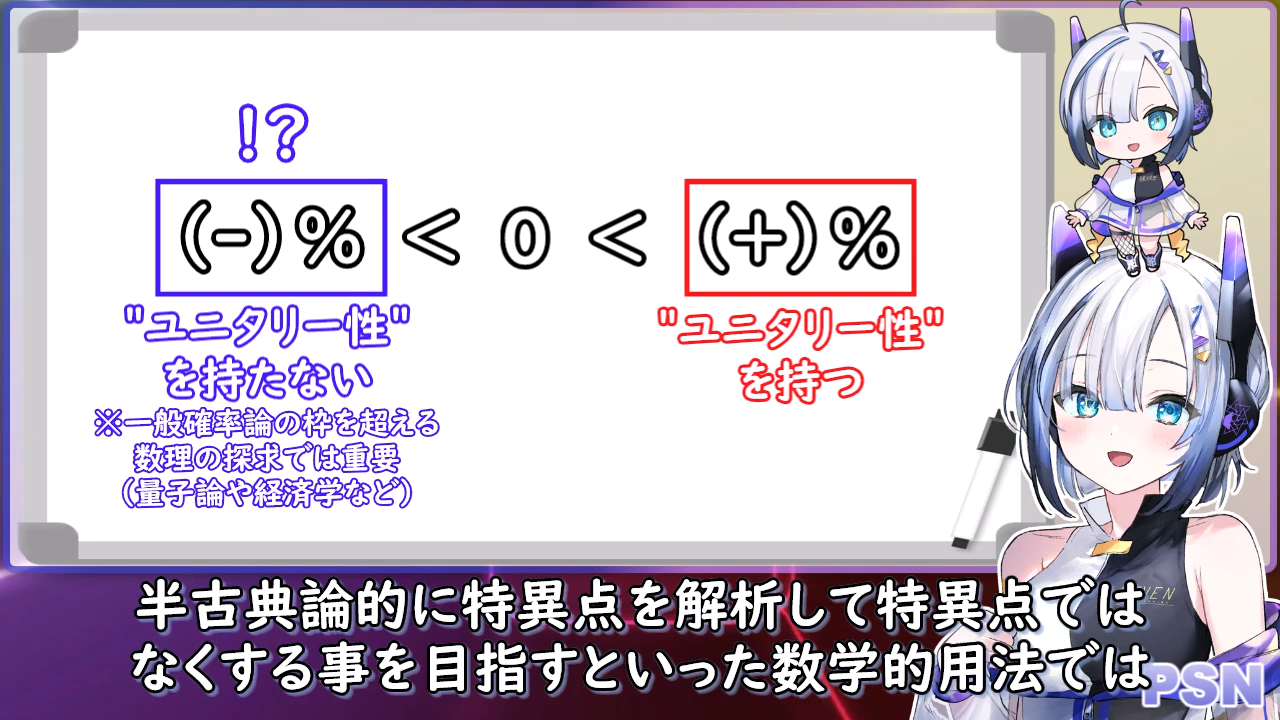 !?
(-)% < 0 < (+)%
"ユニタリー性"
を持たない
※一般確率論の枠を超える
数理の探求では重要
(量子論や経済学など)
"ユニタリー性"
を持つ
半古典論的に特異点を解析して特異点では
なくする事を目指すといった数学的用法では
PSN